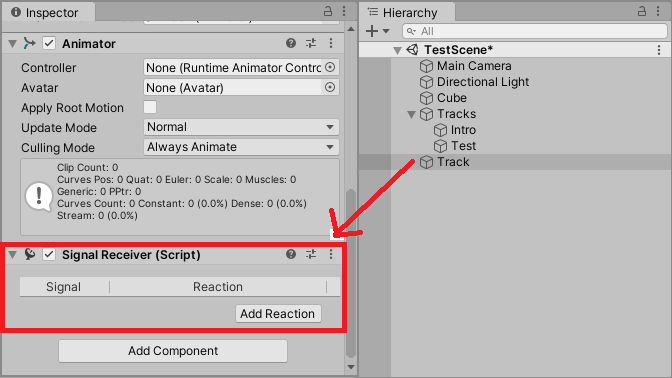 Inspector
Animator
Controller None (Runtime Animator Contro
Avatar None (Avatar)
Apply Root Motion
Update Mode Normal
Culling Mode Always Animate
Clip Count: 0
Curves Pos: 0 Quat: 0 Euler: 0 Scale: 0 Muscles: 0
Generic: 0 PPtr: 0
Curves Count: 0 Constant: 0 (0.0%) Dense: 0 (0.0%)
Stream: 0 (0.0%)
Signal Receiver (Script)
Signal Reaction
Add Reaction
Add Component
Hierarchy
All
TestScene*
Main Camera
Directional Light
Cube
Tracks
Intro
Test
Track